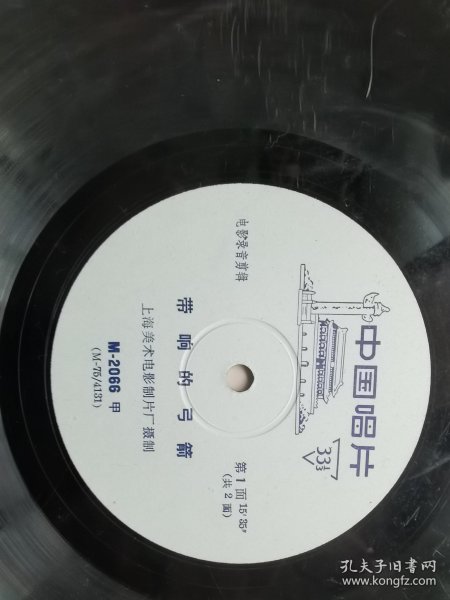 中国唱片
33⅓
电影录音剪辑
带响的弓箭
上海美术电影制片厂摄制
M-2066 甲
(M-75/4131)
第1面 15′35″
(共2面)
孔夫子旧书网
www.kongfz.com